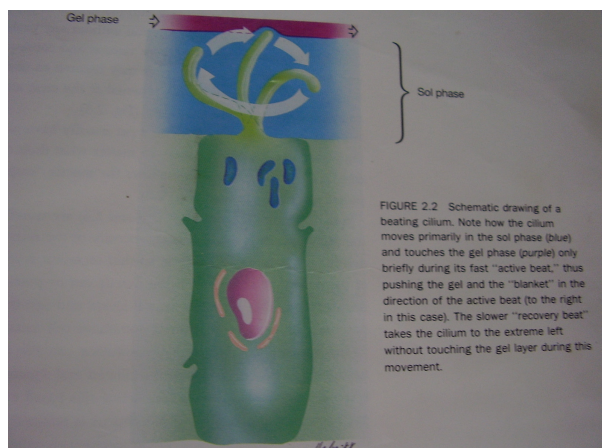 Gel phase
Sol phase
FIGURE 2.2 Schematic drawing of a
beating cilium. Note how the cilium
moves primarily in the sol phase (blue)
and touches the gel phase (purple) only
briefly during its fast "active beat," thus
pushing the gel and the "blanket" in the
direction of the active beat (to the right
in this case). The slower "recovery beat"
takes the cilium to the extreme left
without touching the gel layer during this
movement.